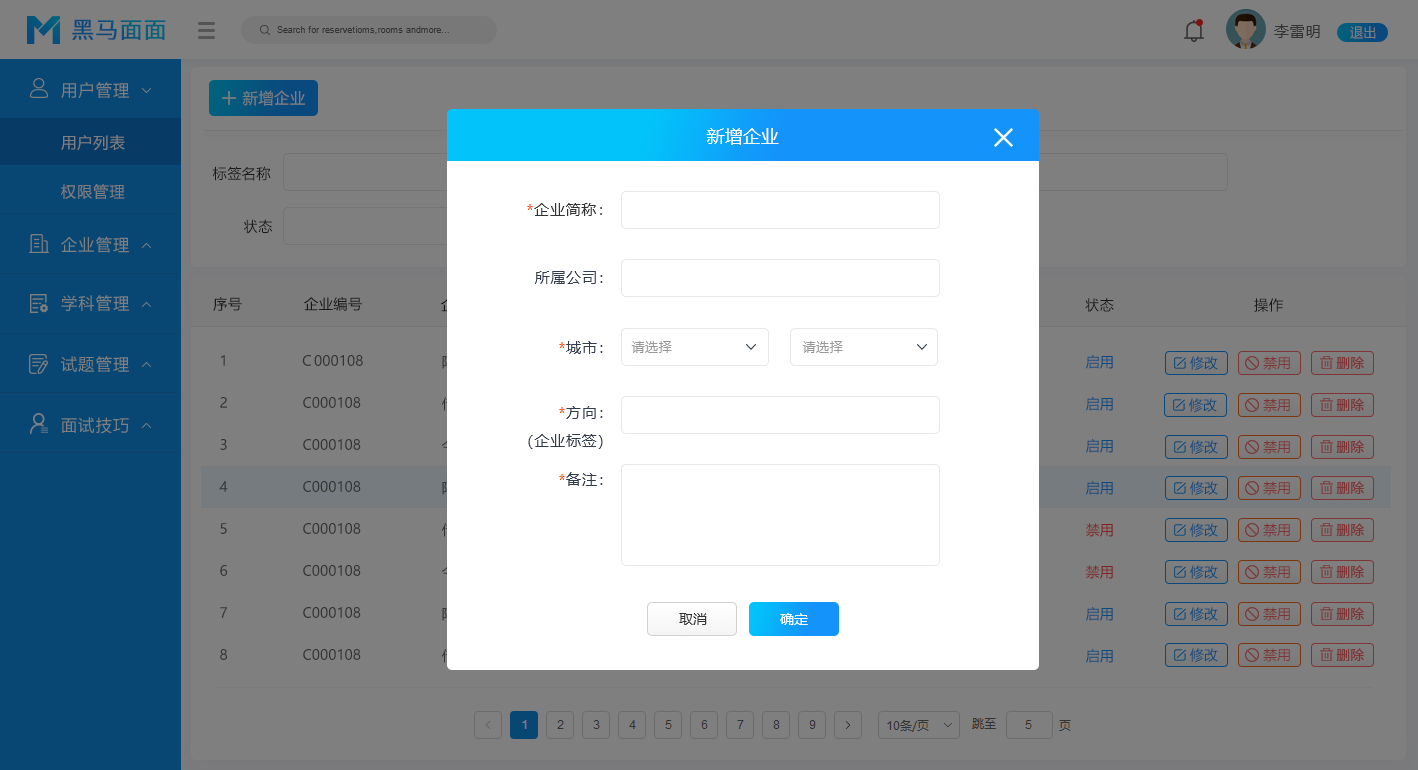 黑马面面
Search for reservetioms,rooms andmore...
李雷明
退出
用户管理
用户列表
权限管理
企业管理
学科管理
试题管理
面试技巧
新增企业
标签名称
状态
序号 企业编号 状态 操作
1 C 000108 启用 修改 禁用 删除
2 C000108 启用 修改 禁用 删除
3 C000108 启用 修改 禁用 删除
4 C000108 启用 修改 禁用 删除
5 C000108 禁用 修改 禁用 删除
6 C000108 禁用 修改 禁用 删除
7 C000108 启用 修改 禁用 删除
8 C000108 启用 修改 禁用 删除
1 2 3 4 5 6 7 8 9 10条/页 跳至 5 页
新增企业
*企业简称：
所属公司：
*城市： 请选择 请选择
*方向：
(企业标签)
*备注：
取消 确定